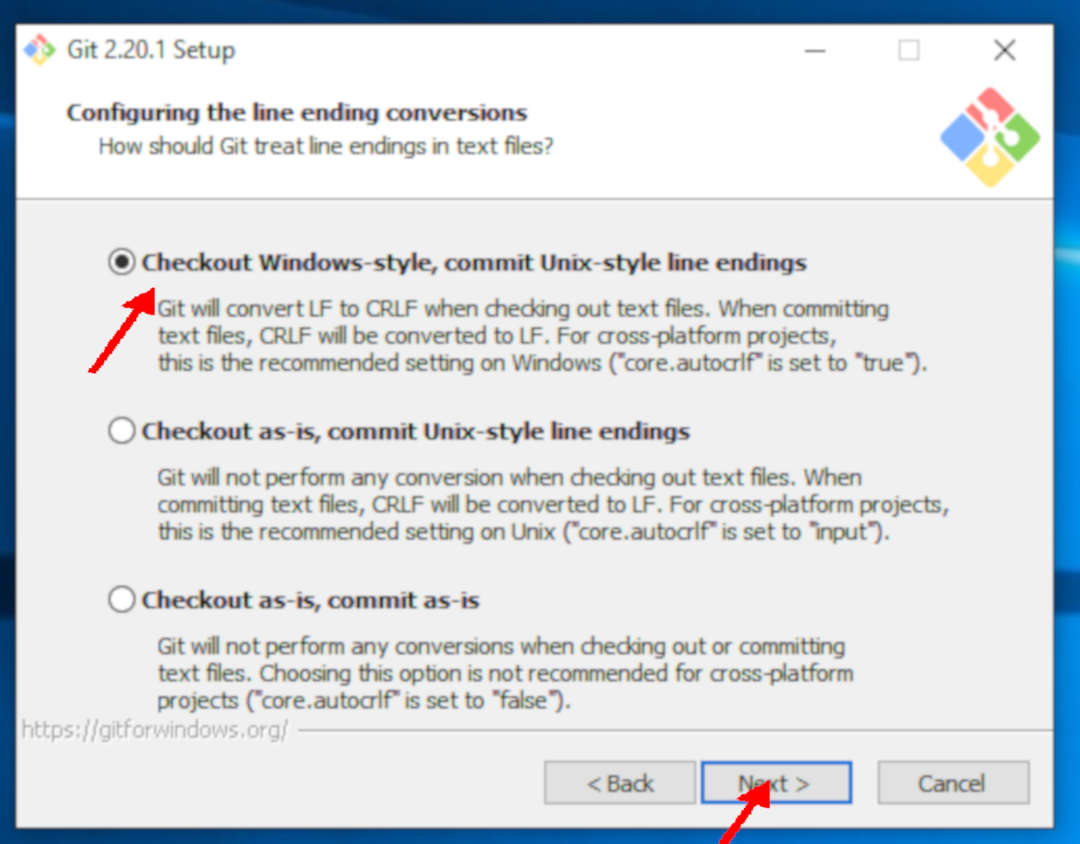 Git 2.20.1 Setup
Configuring the line ending conversions
How should Git treat line endings in text files?
Checkout Windows-style, commit Unix-style line endings
Git will convert LF to CRLF when checking out text files. When committing
text files, CRLF will be converted to LF. For cross-platform projects,
this is the recommended setting on Windows ("core.autocrlf" is set to "true").
Checkout as-is, commit Unix-style line endings
Git will not perform any conversion when checking out text files. When
committing text files, CRLF will be converted to LF. For cross-platform projects,
this is the recommended setting on Unix ("core.autocrlf" is set to "input").
Checkout as-is, commit as-is
Git will not perform any conversions when checking out or committing
text files. Choosing this option is not recommended for cross-platform
projects ("core.autocrlf" is set to "false").
https://gitforwindows.org/
< Back Next > Cancel